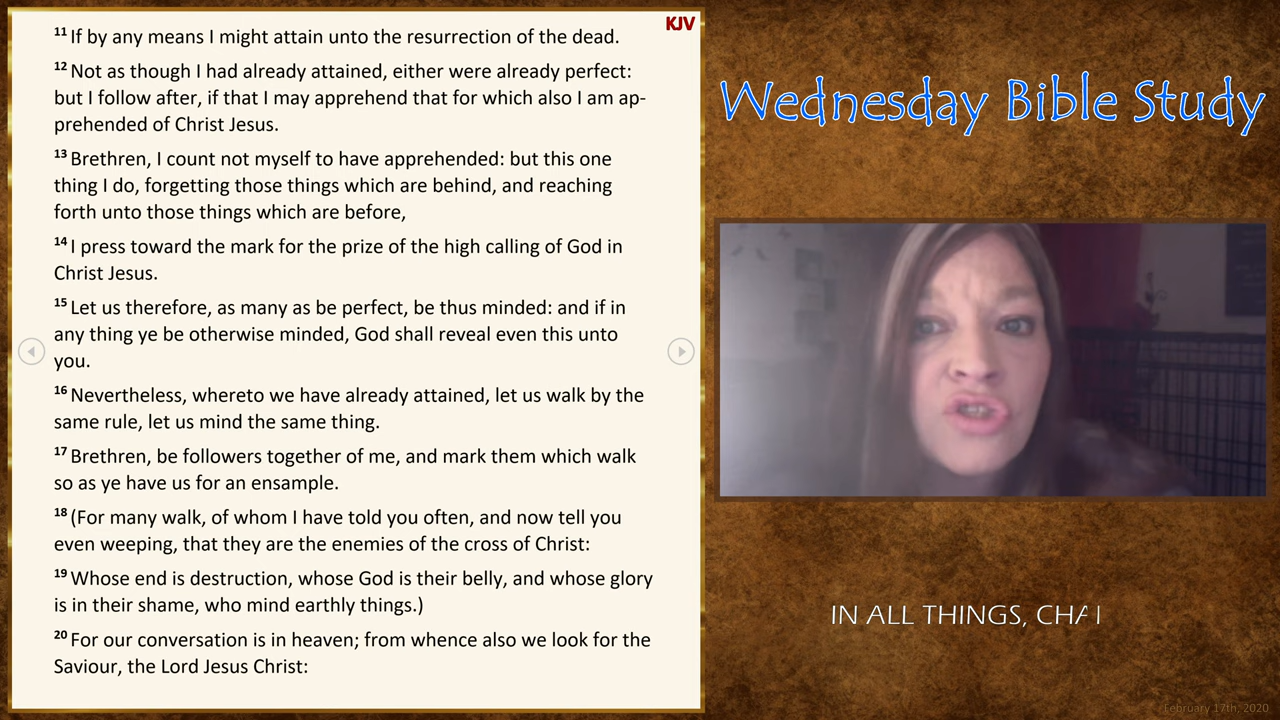 KJV
11 If by any means I might attain unto the resurrection of the dead.
12 Not as though I had already attained, either were already perfect:
but I follow after, if that I may apprehend that for which also I am ap-
prehended of Christ Jesus.
13 Brethren, I count not myself to have apprehended: but this one
thing I do, forgetting those things which are behind, and reaching
forth unto those things which are before,
14 I press toward the mark for the prize of the high calling of God in
Christ Jesus.
15 Let us therefore, as many as be perfect, be thus minded: and if in
any thing ye be otherwise minded, God shall reveal even this unto
you.
16 Nevertheless, whereto we have already attained, let us walk by the
same rule, let us mind the same thing.
17 Brethren, be followers together of me, and mark them which walk
so as ye have us for an ensample.
18 (For many walk, of whom I have told you often, and now tell you
even weeping, that they are the enemies of the cross of Christ:
19 Whose end is destruction, whose God is their belly, and whose glory
is in their shame, who mind earthly things.)
20 For our conversation is in heaven; from whence also we look for the
Saviour, the Lord Jesus Christ:
Wednesday Bible Study
IN ALL THINGS,
February 17th, 2020